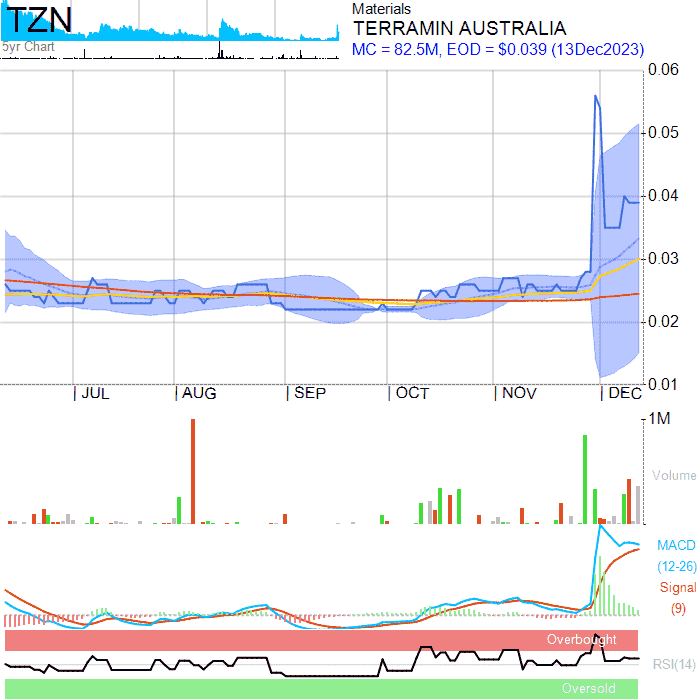 TZN
5yr Chart
Materials
TERRAMIN AUSTRALIA
MC = 82.5M, EOD = $0.039 (13Dec2023)
0.06
0.05
0.04
0.03
0.02
0.01
JUL AUG SEP OCT NOV DEC
1M
Volume
MACD
(12-26)
Signal
(9)
Overbought
RSI(14)
Oversold